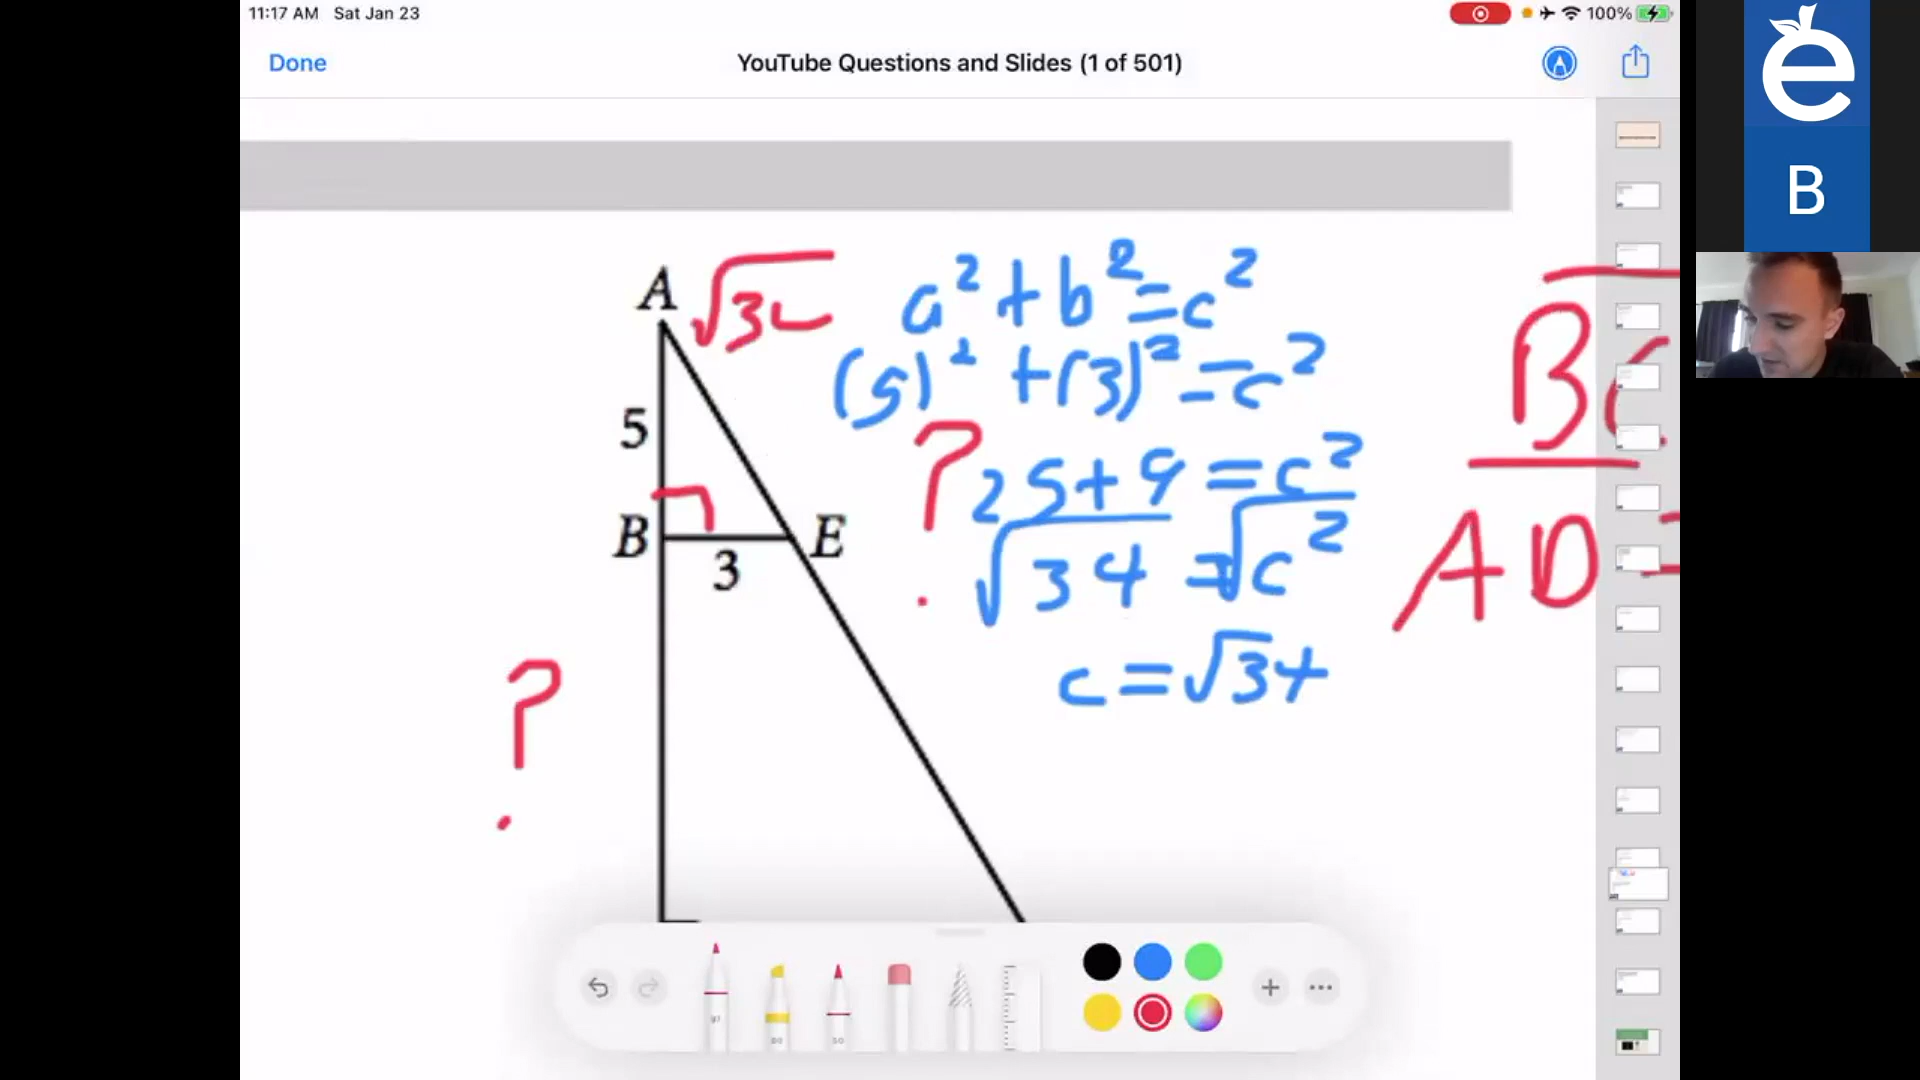 11:17 AM Sat Jan 23
100%
Done
YouTube Questions and Slides (1 of 501)
e
B
A
√34
a² + b² = c²
(5)² + (3)² = c²
5
?
25 + 9 = c²
B
E
3
√34 = √c²
c = √34
?
B
AD